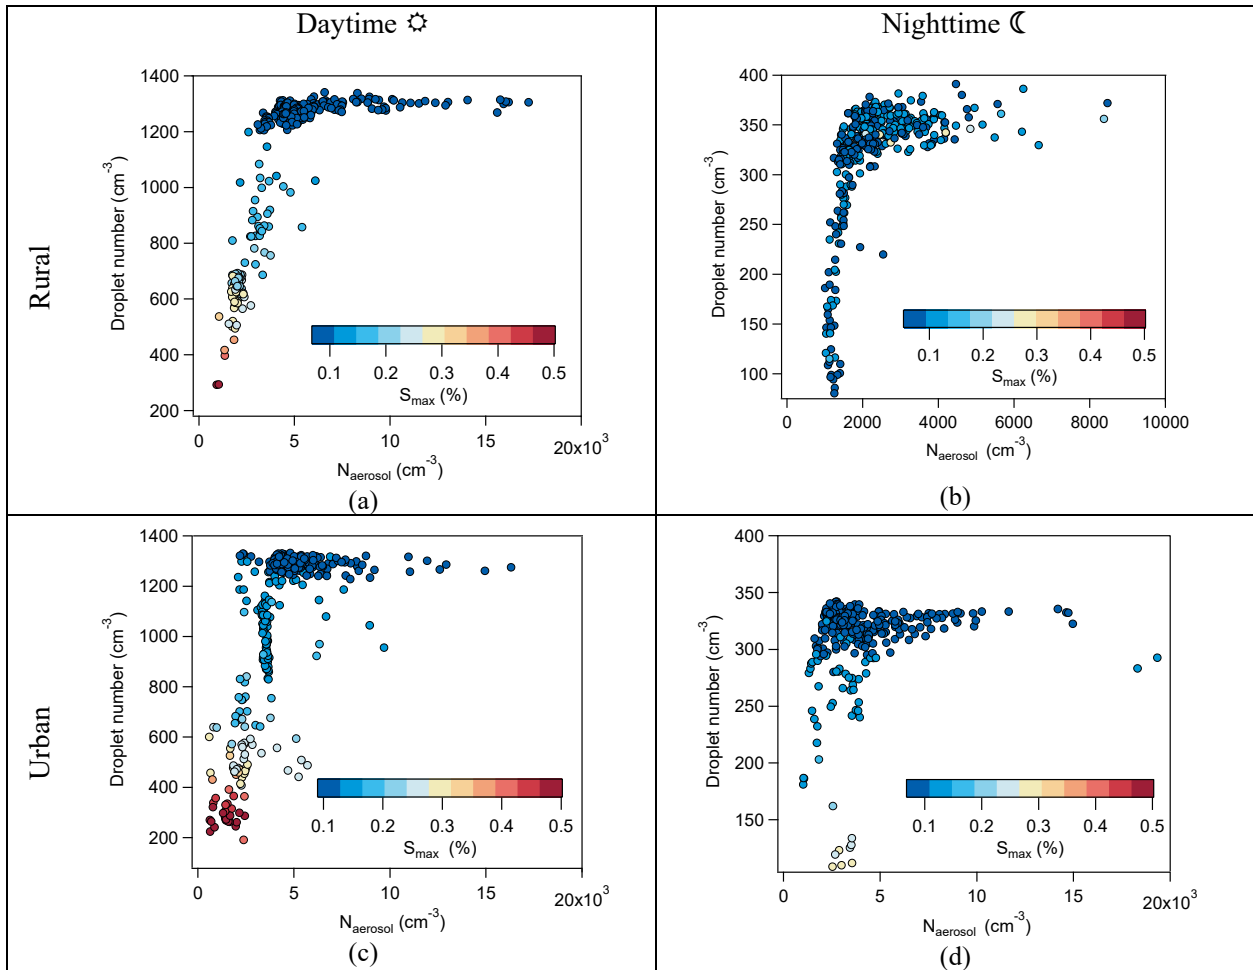 Daytime ☼
Nighttime ☾
Rural
1400
1200
1000
800
600
400
200
Droplet number (cm⁻³)
0.1 0.2 0.3 0.4 0.5
Sₘₐₓ (%)
0 5 10 15 20x10³
Nₐₑᵣₒₛₒₗ (cm⁻³)
(a)
400
350
300
250
200
150
100
Droplet number (cm⁻³)
0.1 0.2 0.3 0.4 0.5
Sₘₐₓ (%)
0 2000 4000 6000 8000 10000
Nₐₑᵣₒₛₒₗ (cm⁻³)
(b)
Urban
1400
1200
1000
800
600
400
200
Droplet number (cm⁻³)
0.1 0.2 0.3 0.4 0.5
Sₘₐₓ (%)
0 5 10 15 20x10³
Nₐₑᵣₒₛₒₗ (cm⁻³)
(c)
400
350
300
250
200
150
Droplet number (cm⁻³)
0.1 0.2 0.3 0.4 0.5
Sₘₐₓ (%)
0 5 10 15 20x10³
Nₐₑᵣₒₛₒₗ (cm⁻³)
(d)